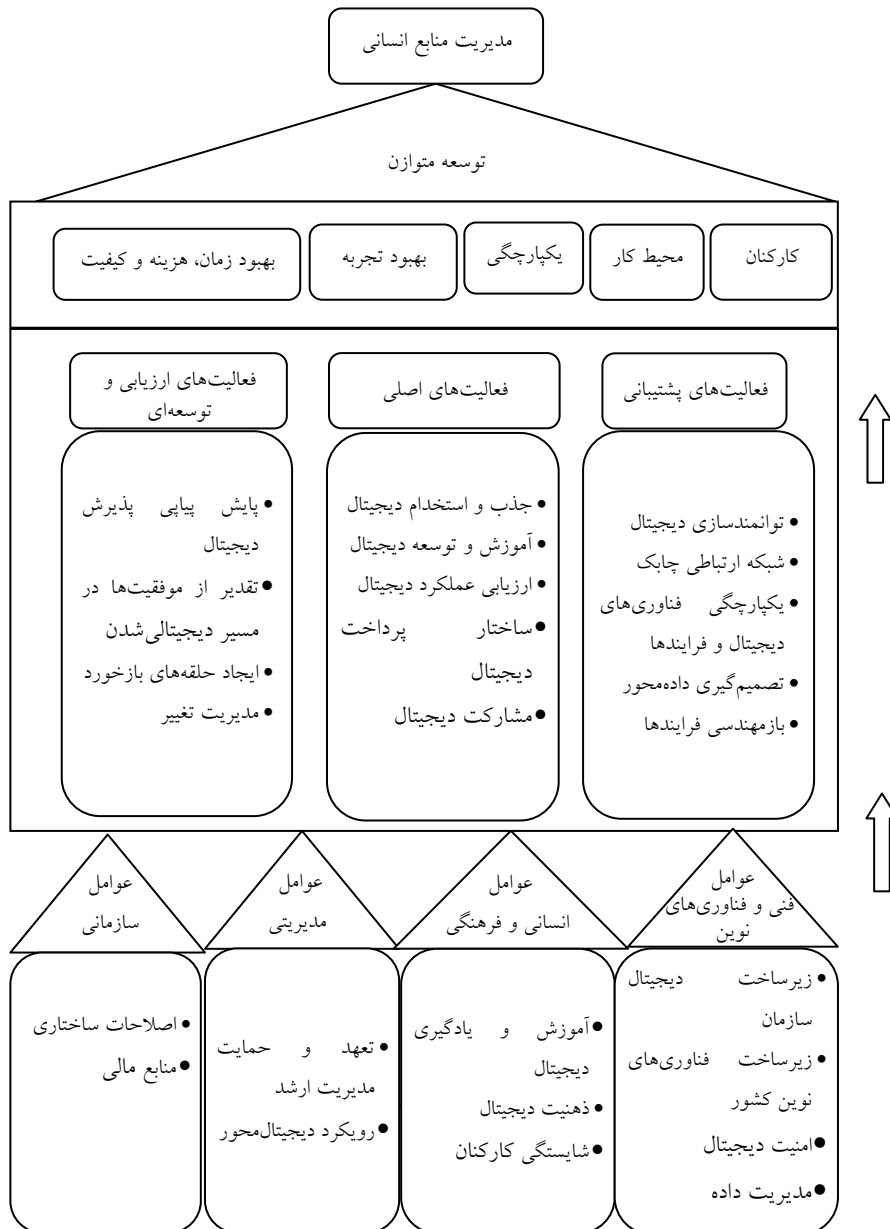 مدیریت منابع انسانی
توسعه متوازن
کارکنان
محیط کار
یکپارچگی
بهبود تجربه
بهبود زمان، هزینه و کیفیت
فعالیت‌های پشتیبانی
فعالیت‌های اصلی
فعالیت‌های ارزیابی و
توسعه‌ای
• توانمندسازی دیجیتال
• شبکه ارتباطی چابک
• یکپارچگی فناوری‌های
دیجیتال و فرایندها
• تصمیم‌گیری داده‌محور
• بازمهندسی فرایندها
• جذب و استخدام دیجیتال
• آموزش و توسعه دیجیتال
• ارزیابی عملکرد دیجیتال
• ساختار پرداخت
دیجیتال
• مشارکت دیجیتال
• پایش پیاپی پذیرش
دیجیتال
• تقدیر از موفقیت‌ها در
مسیر دیجیتالی‌شدن
• ایجاد حلقه‌های بازخورد
• مدیریت تغییر
عوامل
فنی و فناوری‌های
نوین
عوامل
انسانی و فرهنگی
عوامل
مدیریتی
عوامل
سازمانی
• زیرساخت دیجیتال
سازمان
• زیرساخت فناوری‌های
نوین کشور
• امنیت دیجیتال
• مدیریت داده
• آموزش و یادگیری
دیجیتال
• ذهنیت دیجیتال
• شایستگی کارکنان
• تعهد و حمایت
مدیریت ارشد
• رویکرد دیجیتال‌محور
• اصلاحات ساختاری
• منابع مالی